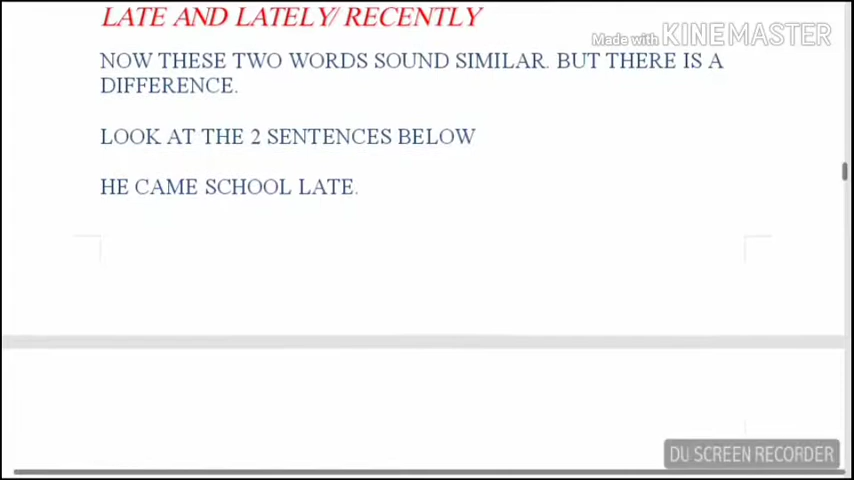 LATE AND LATELY/ RECENTLY
Made with KINEMASTER
NOW THESE TWO WORDS SOUND SIMILAR. BUT THERE IS A
DIFFERENCE.
LOOK AT THE 2 SENTENCES BELOW
HE CAME SCHOOL LATE.
DU SCREEN RECORDER